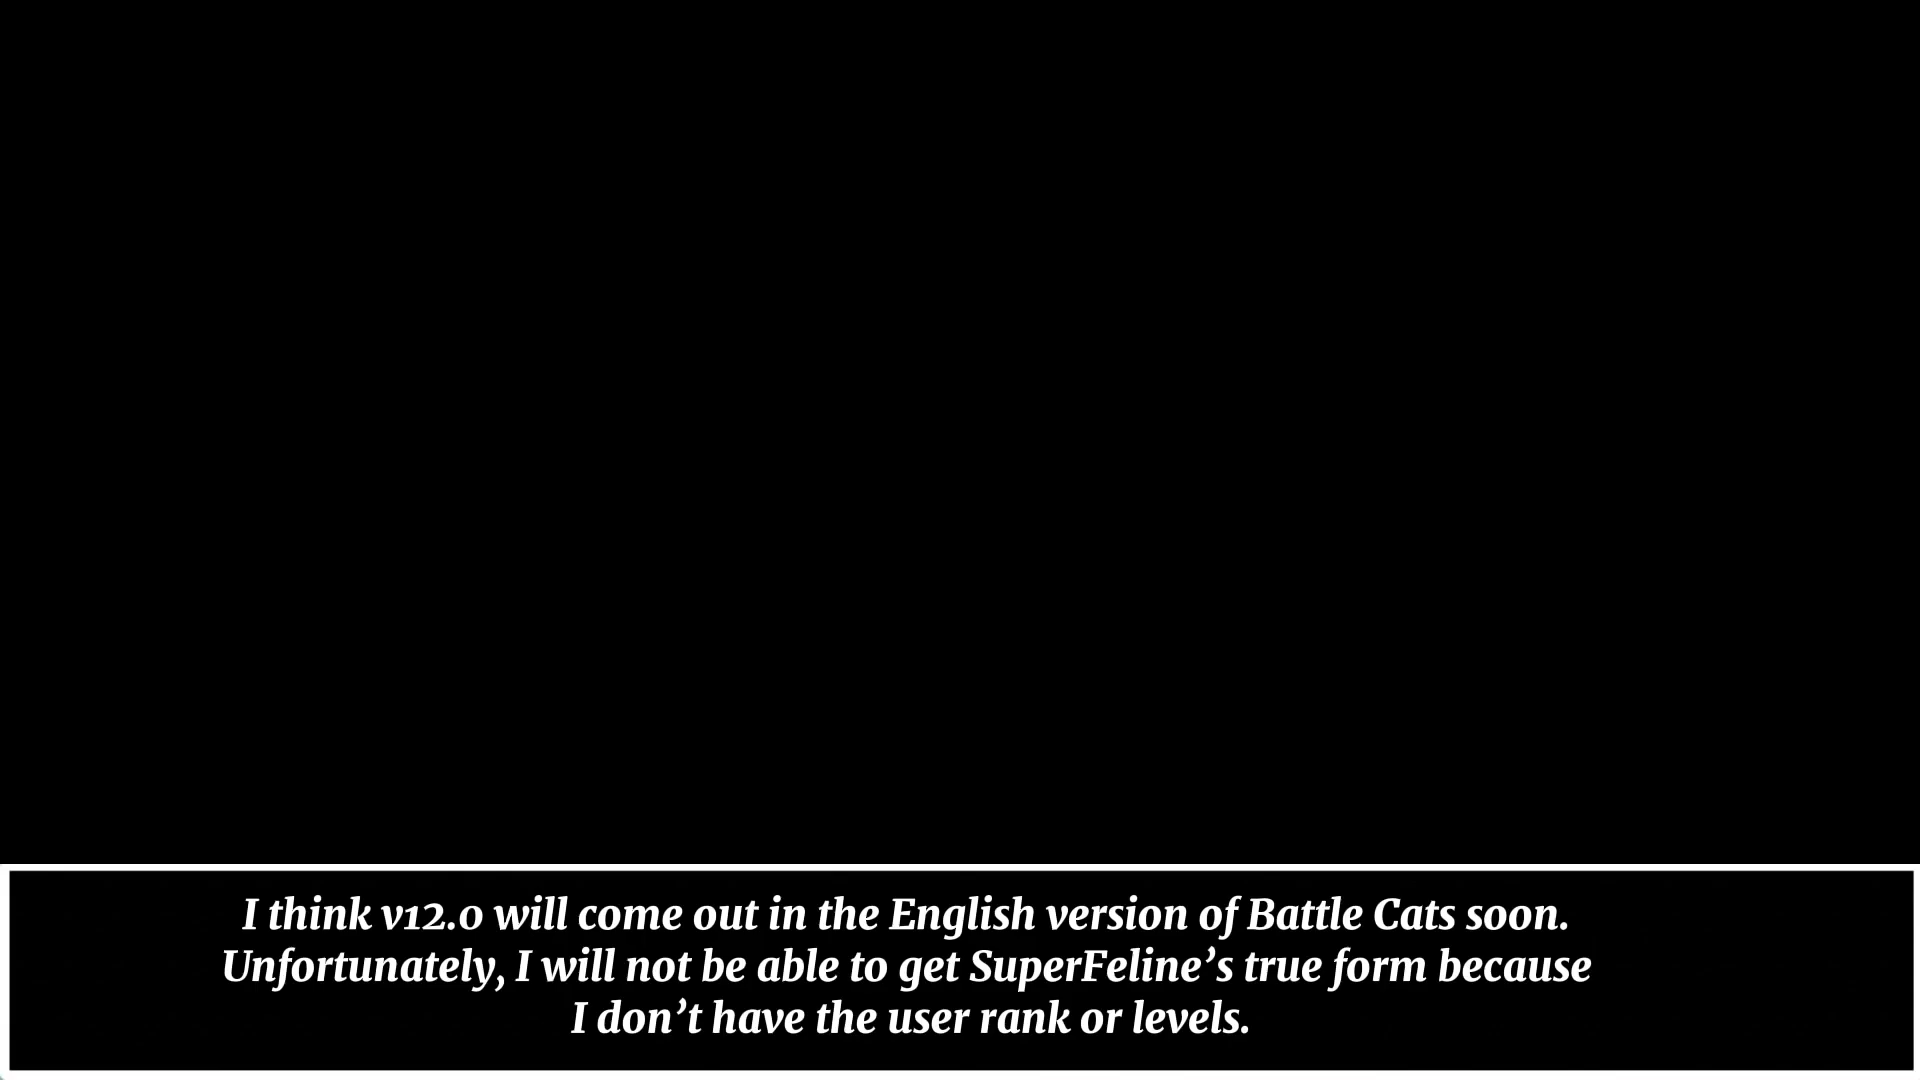 I think v12.0 will come out in the English version of Battle Cats soon.
Unfortunately, I will not be able to get SuperFeline’s true form because
I don’t have the user rank or levels.